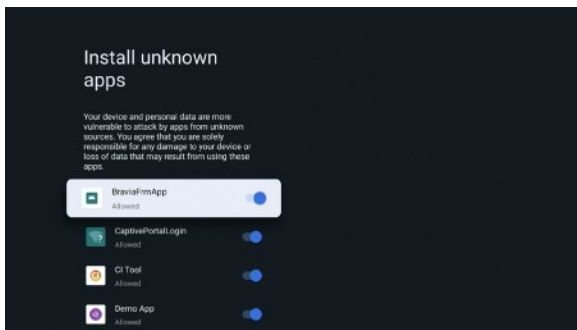 Install unknown
apps
Your device and personal data are more
vulnerable to attack by apps from unknown
sources. You agree that you are solely
responsible for any damage to your device or
loss of data that may result from using these
apps.
BraviaFrmApp
Allowed
CaptivePortalLogin
Allowed
CI Tool
Allowed
Demo App
Allowed